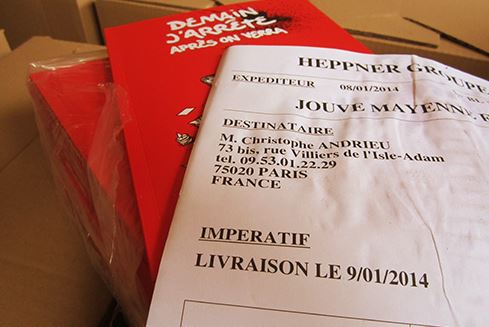 DEMAIN
J'ARRÊTE
APRÈS ON VERRA
HEPPNER GROUPE
EXPEDITEUR 08/01/2014
JOUVE MAYENNE,
DESTINATAIRE
M. Christophe ANDRIEU
73 bis, rue Villiers de l'Isle-Adam
tel. 09.53.01.22.29
75020 PARIS
FRANCE
IMPERATIF
LIVRAISON LE 9/01/2014